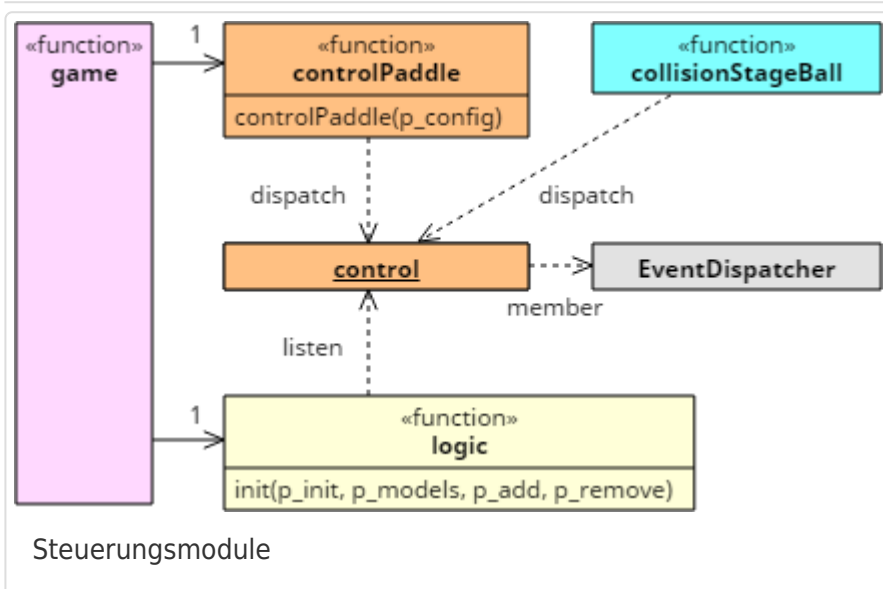 «function»
game
1
«function»
controlPaddle
controlPaddle(p_config)
«function»
collisionStageBall
dispatch
dispatch
control
EventDispatcher
member
listen
1
«function»
logic
init(p_init, p_models, p_add, p_remove)
Steuerungsmodule